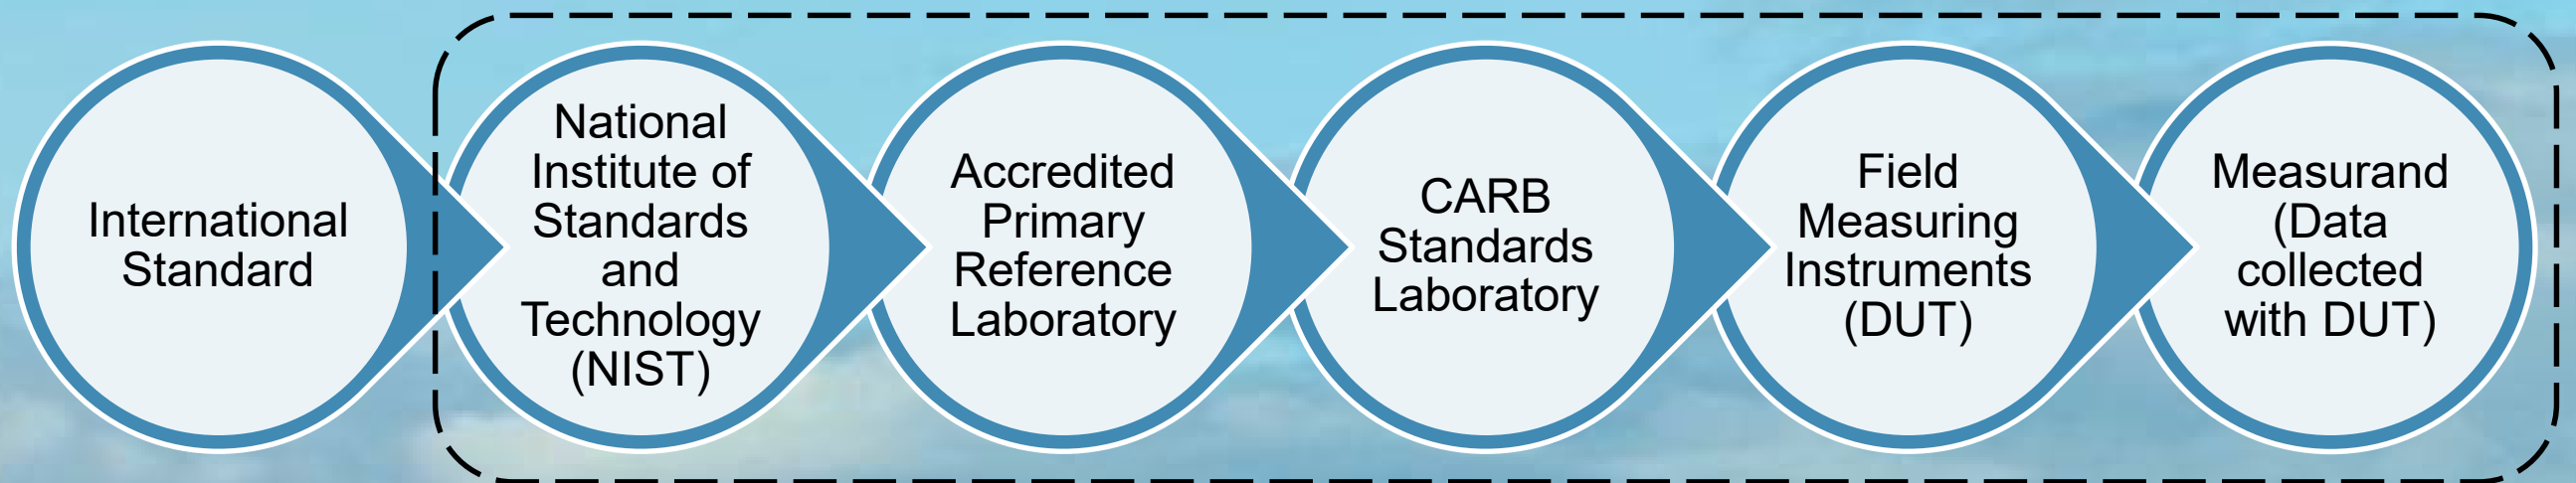 International
Standard
National
Institute of
Standards
and
Technology
(NIST)
Accredited
Primary
Reference
Laboratory
CARB
Standards
Laboratory
Field
Measuring
Instruments
(DUT)
Measurand
(Data
collected
with DUT)